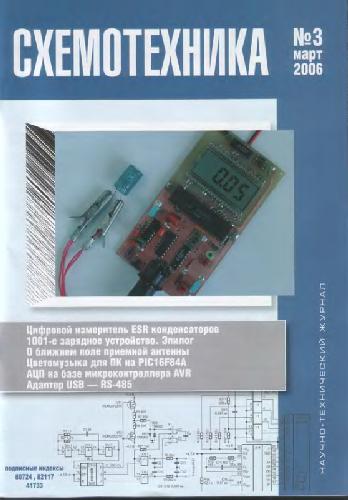 СХЕМОТЕХНИКА
№3
март
2006
0.05
Цифровой измеритель ESR конденсаторов
1001-е зарядное устройство. Эпилог
О ближнем поле приемной антенны
Цветомузыка для ПК на PIC16F84A
АЦП на базе микроконтроллера AVR
Адаптер USB — RS-485
НАУЧНО-ТЕХНИЧЕСКИЙ ЖУРНАЛ
ПОДПИСНЫЕ ИНДЕКСЫ
80724, 82117
41733